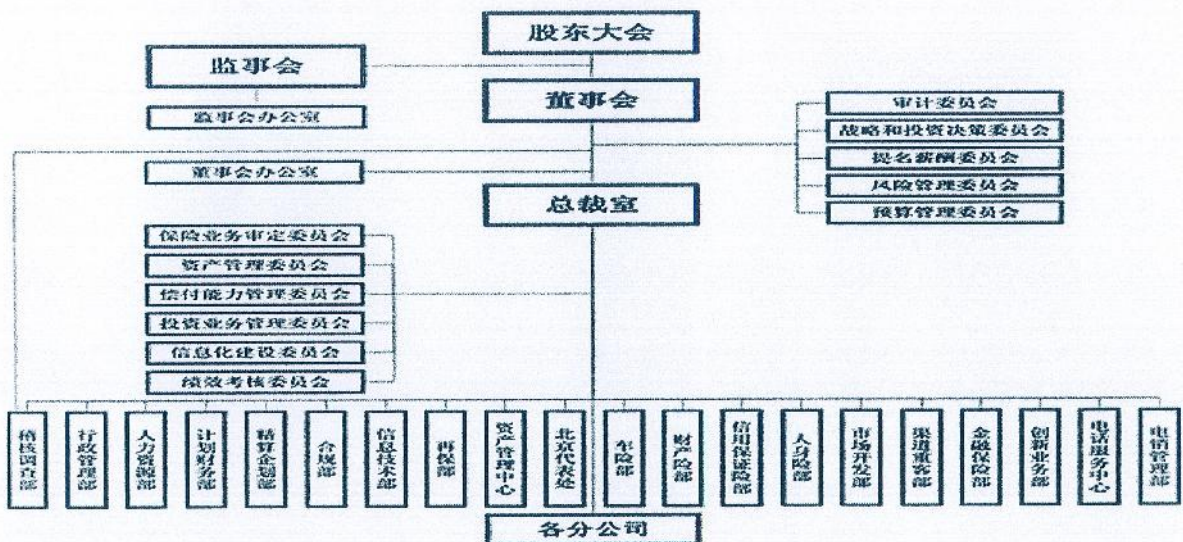 股东大会
监事会
董事会
审计委员会
监事会办公室
战略和投资决策委员会
董事会办公室
提名薪酬委员会
风险管理委员会
总裁室
预算管理委员会
保险业务审定委员会
资产管理委员会
偿付能力管理委员会
投资业务管理委员会
信息化建设委员会
绩效考核委员会
稽核调查部
行政管理部
人力资源部
计划财务部
精算企划部
合规部
信息技术部
再保部
资产管理中心
北京代表处
车险部
财产险部
信用保证险部
人身险部
市场开发部
渠道重客部
金融保险部
创新业务部
电话服务中心
电销管理部
各分公司